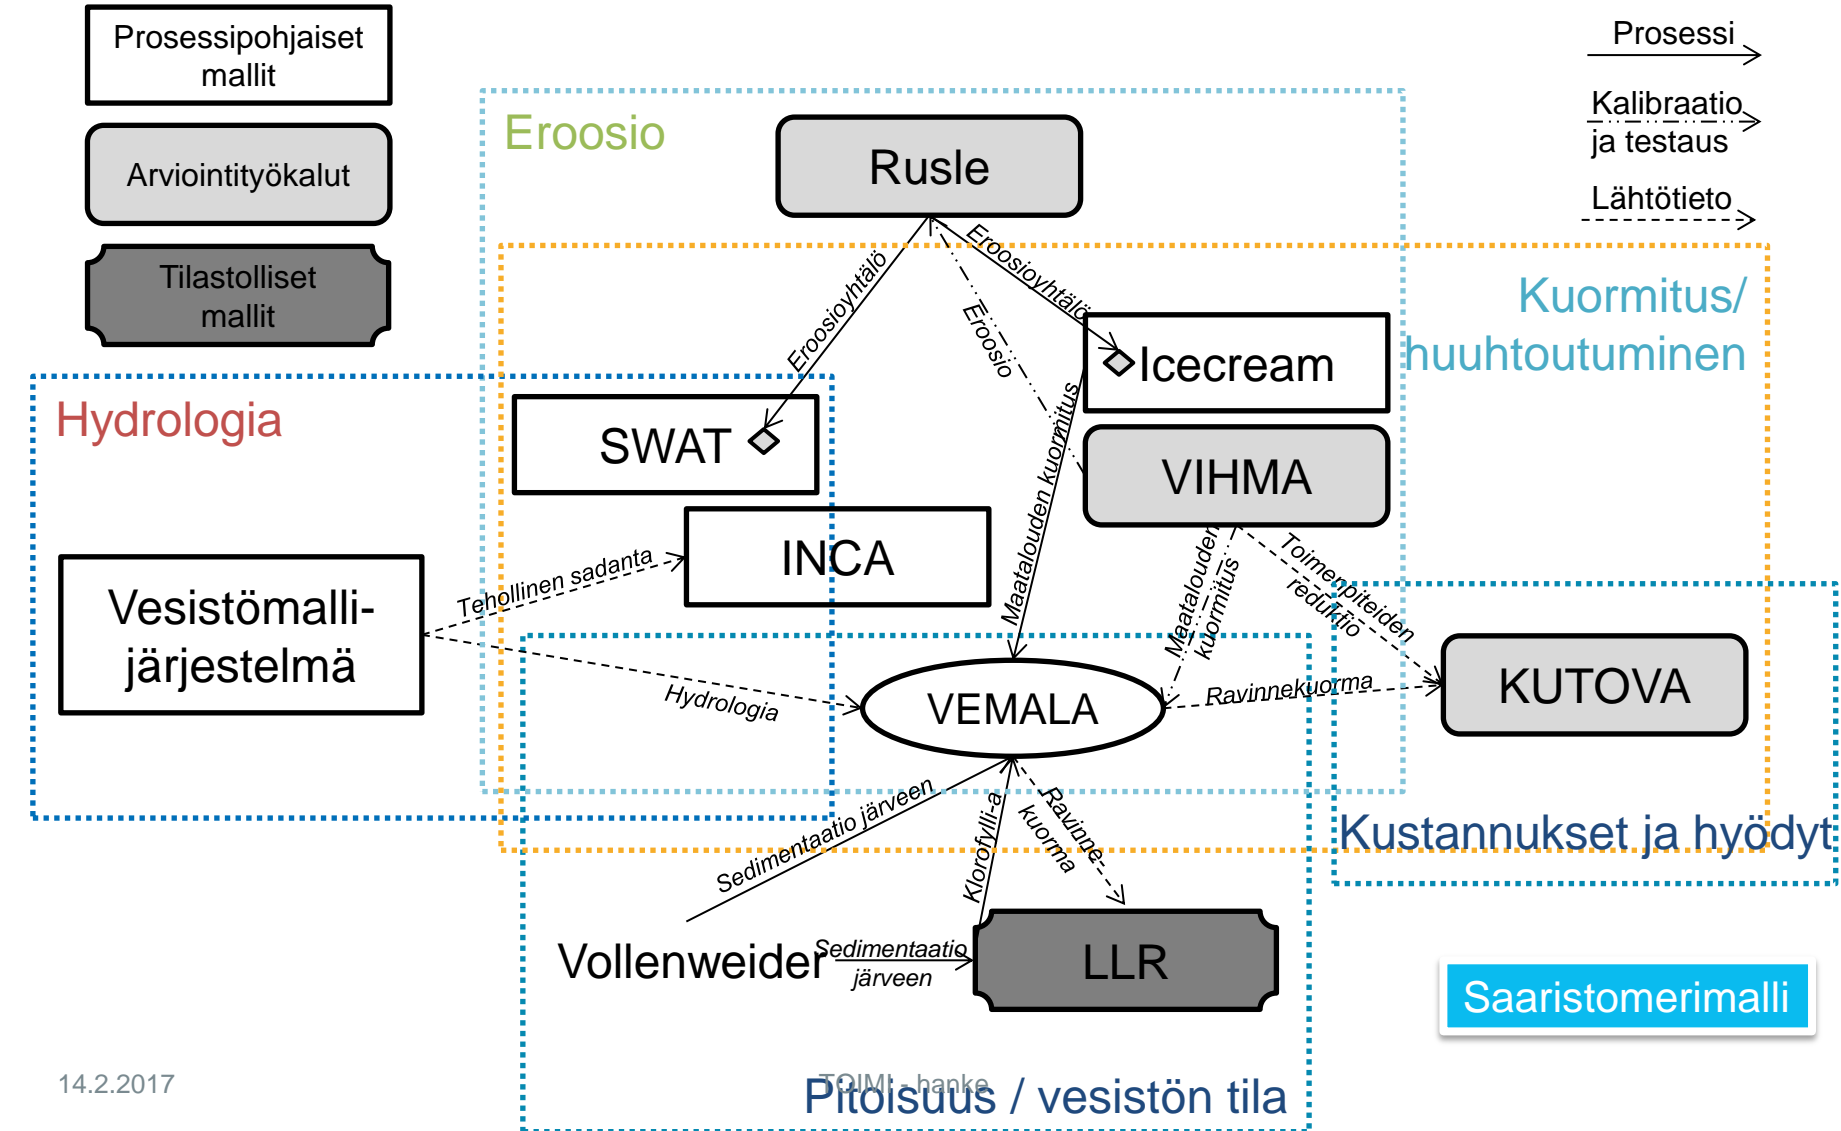 Prosessipohjaiset
mallit
Arviointityökalut
Tilastolliset
mallit
Prosessi
Kalibraatio
ja testaus
Lähtötieto
Eroosio
Rusle
Eroosioyhtälö
Eroosioyhtälö
Eroosio
Kuormitus/
huuhtoutuminen
Icecream
Hydrologia
SWAT
VIHMA
Maatalouden kuormitus
INCA
Tehollinen sadanta
Maatalouden
kuormitus
Toimenpiteiden
reduktio
Vesistömalli-
järjestelmä
Hydrologia
VEMALA
Ravinnekuorma
KUTOVA
Sedimentaatio järveen
Klorofylli-a
Ravinne-
kuorma
Kustannukset ja hyödyt
Vollenweider
Sedimentaatio
järveen
LLR
Saaristomerimalli
14.2.2017
TOIMI - hanke
Pitoisuus / vesistön tila